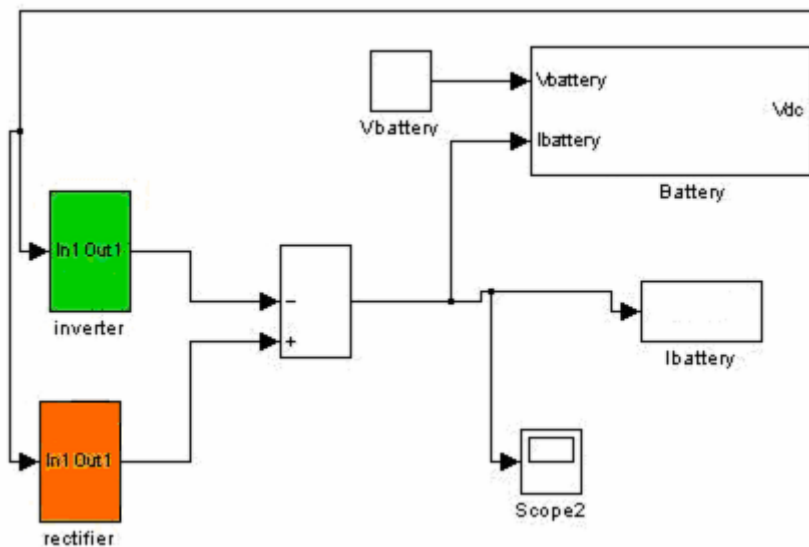 Vbattery
Vbattery
Ibattery
Vdc
Battery
In1 Out1
inverter
−
+
Ibattery
In1 Out1
rectifier
Scope2